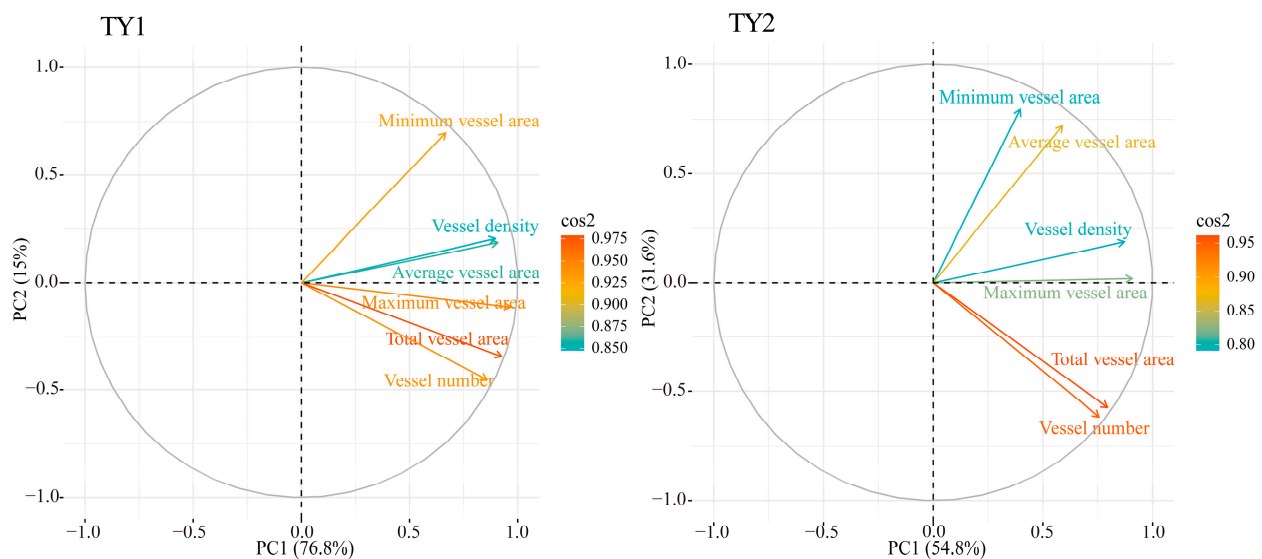 TY1
1.0
0.5
0.0
−0.5
−1.0
PC2 (15%)
Minimum vessel area
Vessel density
Average vessel area
Maximum vessel area
Total vessel area
Vessel number
−1.0
−0.5
0.0
0.5
1.0
PC1 (76.8%)
cos2
0.975
0.950
0.925
0.900
0.875
0.850
TY2
1.0
0.5
0.0
−0.5
−1.0
PC2 (31.6%)
Minimum vessel area
Average vessel area
Vessel density
Maximum vessel area
Total vessel area
Vessel number
−1.0
−0.5
0.0
0.5
1.0
PC1 (54.8%)
cos2
0.95
0.90
0.85
0.80